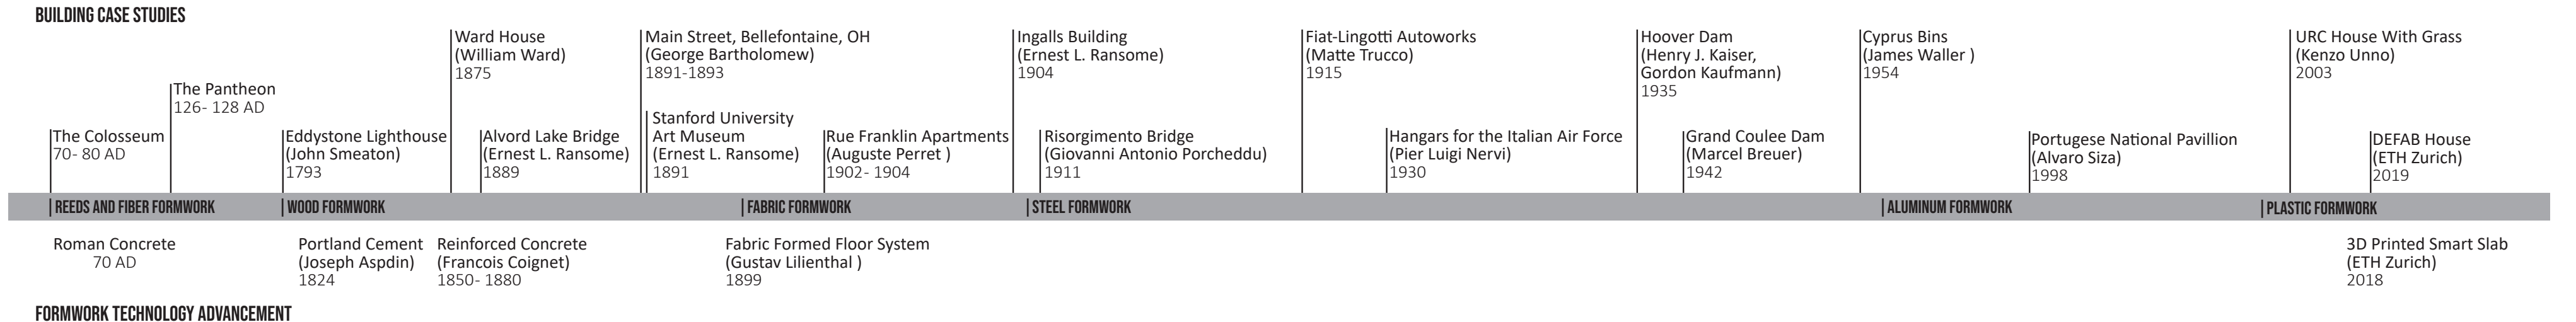 BUILDING CASE STUDIES
The Colosseum
70- 80 AD
The Pantheon
126- 128 AD
Eddystone Lighthouse
(John Smeaton)
1793
Ward House
(William Ward)
1875
Alvord Lake Bridge
(Ernest L. Ransome)
1889
Main Street, Bellefontaine, OH
(George Bartholomew)
1891-1893
Stanford University
Art Museum
(Ernest L. Ransome)
1891
Rue Franklin Apartments
(Auguste Perret )
1902- 1904
Ingalls Building
(Ernest L. Ransome)
1904
Risorgimento Bridge
(Giovanni Antonio Porcheddu)
1911
Fiat-Lingotti Autoworks
(Matte Trucco)
1915
Hangars for the Italian Air Force
(Pier Luigi Nervi)
1930
Hoover Dam
(Henry J. Kaiser,
Gordon Kaufmann)
1935
Grand Coulee Dam
(Marcel Breuer)
1942
Cyprus Bins
(James Waller )
1954
Portugese National Pavillion
(Alvaro Siza)
1998
URC House With Grass
(Kenzo Unno)
2003
DEFAB House
(ETH Zurich)
2019
REEDS AND FIBER FORMWORK
WOOD FORMWORK
FABRIC FORMWORK
STEEL FORMWORK
ALUMINUM FORMWORK
PLASTIC FORMWORK
Roman Concrete
70 AD
Portland Cement
(Joseph Aspdin)
1824
Reinforced Concrete
(Francois Coignet)
1850- 1880
Fabric Formed Floor System
(Gustav Lilienthal )
1899
3D Printed Smart Slab
(ETH Zurich)
2018
FORMWORK TECHNOLOGY ADVANCEMENT